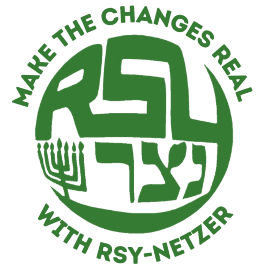 MAKE THE CHANGES REAL
RSY
נצר
WITH RSY-NETZER